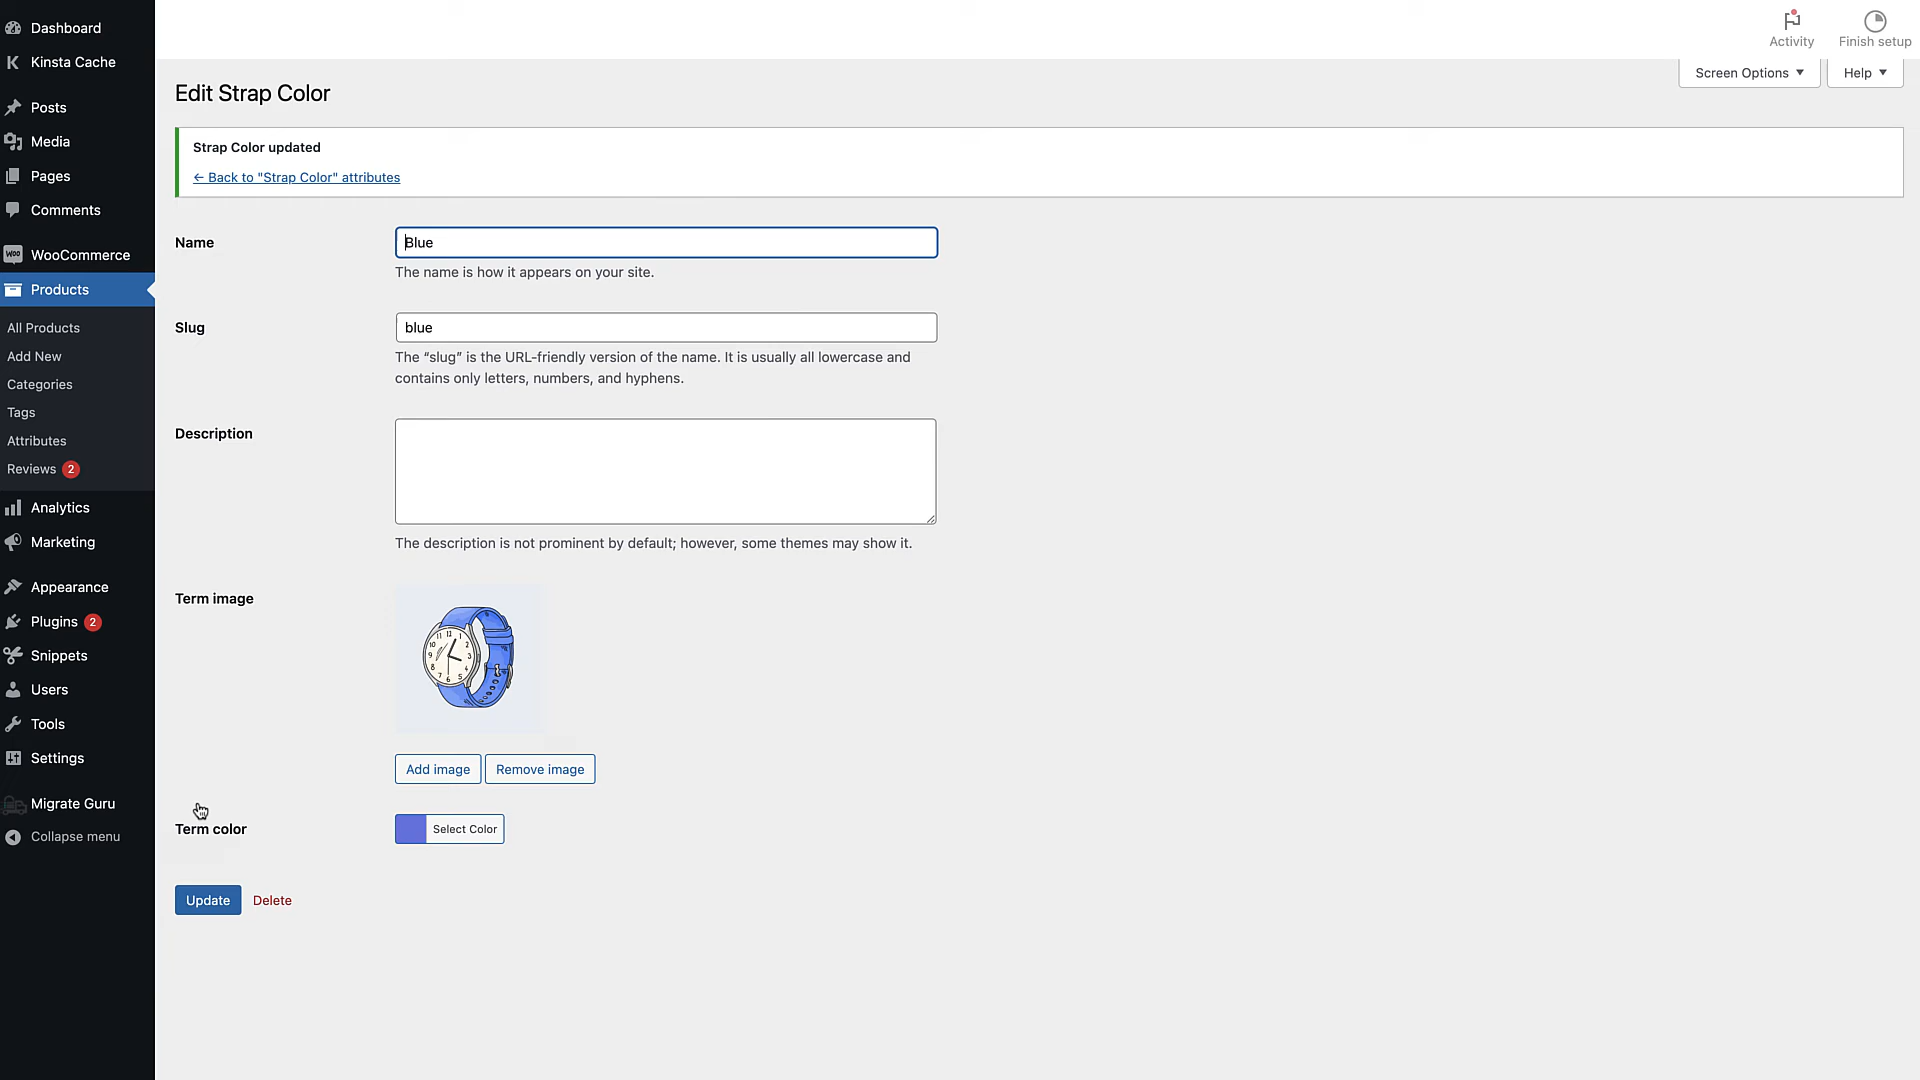 Dashboard
Kinsta Cache
Posts
Media
Pages
Comments
WooCommerce
Products
All Products
Add New
Categories
Tags
Attributes
Reviews 2
Analytics
Marketing
Appearance
Plugins 2
Snippets
Users
Tools
Settings
Migrate Guru
Collapse menu
Activity
Finish setup
Screen Options ▼
Help ▼
Edit Strap Color
Strap Color updated
← Back to "Strap Color" attributes
Name
Blue
The name is how it appears on your site.
Slug
blue
The “slug” is the URL-friendly version of the name. It is usually all lowercase and
contains only letters, numbers, and hyphens.
Description
The description is not prominent by default; however, some themes may show it.
Term image
Add image
Remove image
Term color
Select Color
Update
Delete